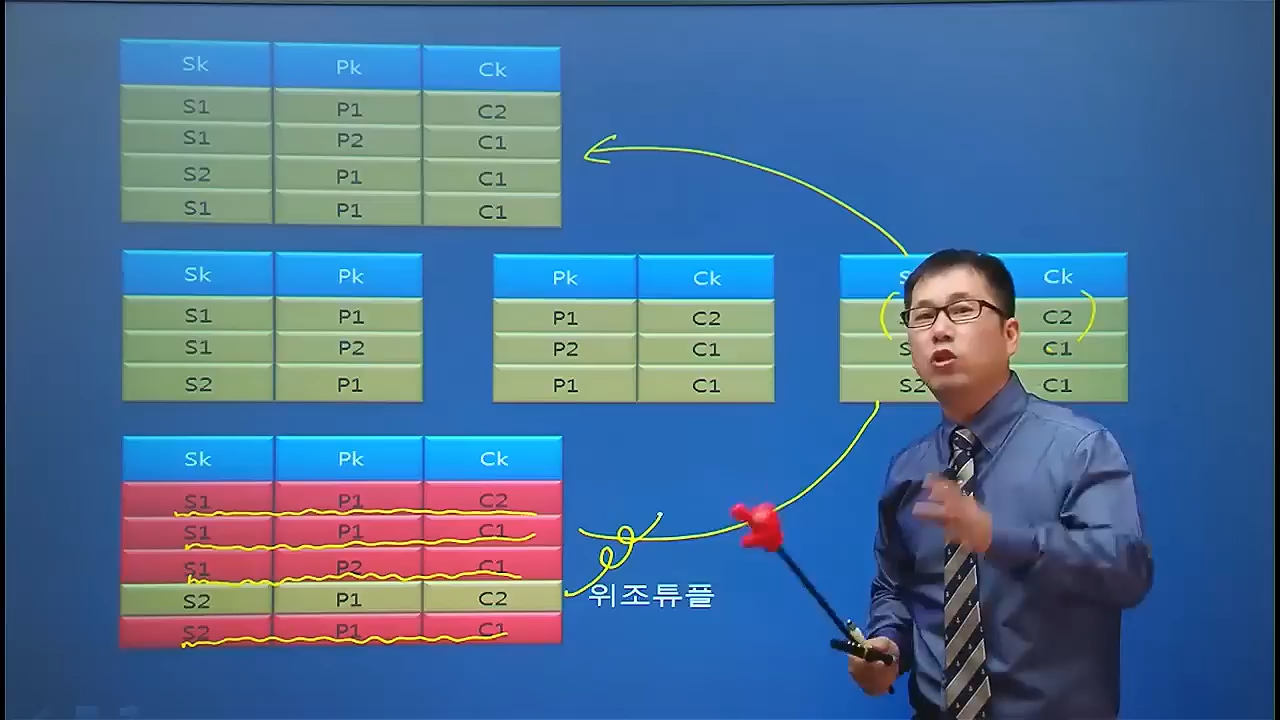 Sk Pk Ck
S1 P1 C2
S1 P2 C1
S2 P1 C1
S1 P1 C1
Sk Pk
S1 P1
S1 P2
S2 P1
Pk Ck
P1 C2
P2 C1
P1 C1
Ck
C2
C1
S2 C1
Sk Pk Ck
S1 P1 C2
S1 P1 C1
S1 P2 C1
S2 P1 C2
S2 P1 C1
위조튜플